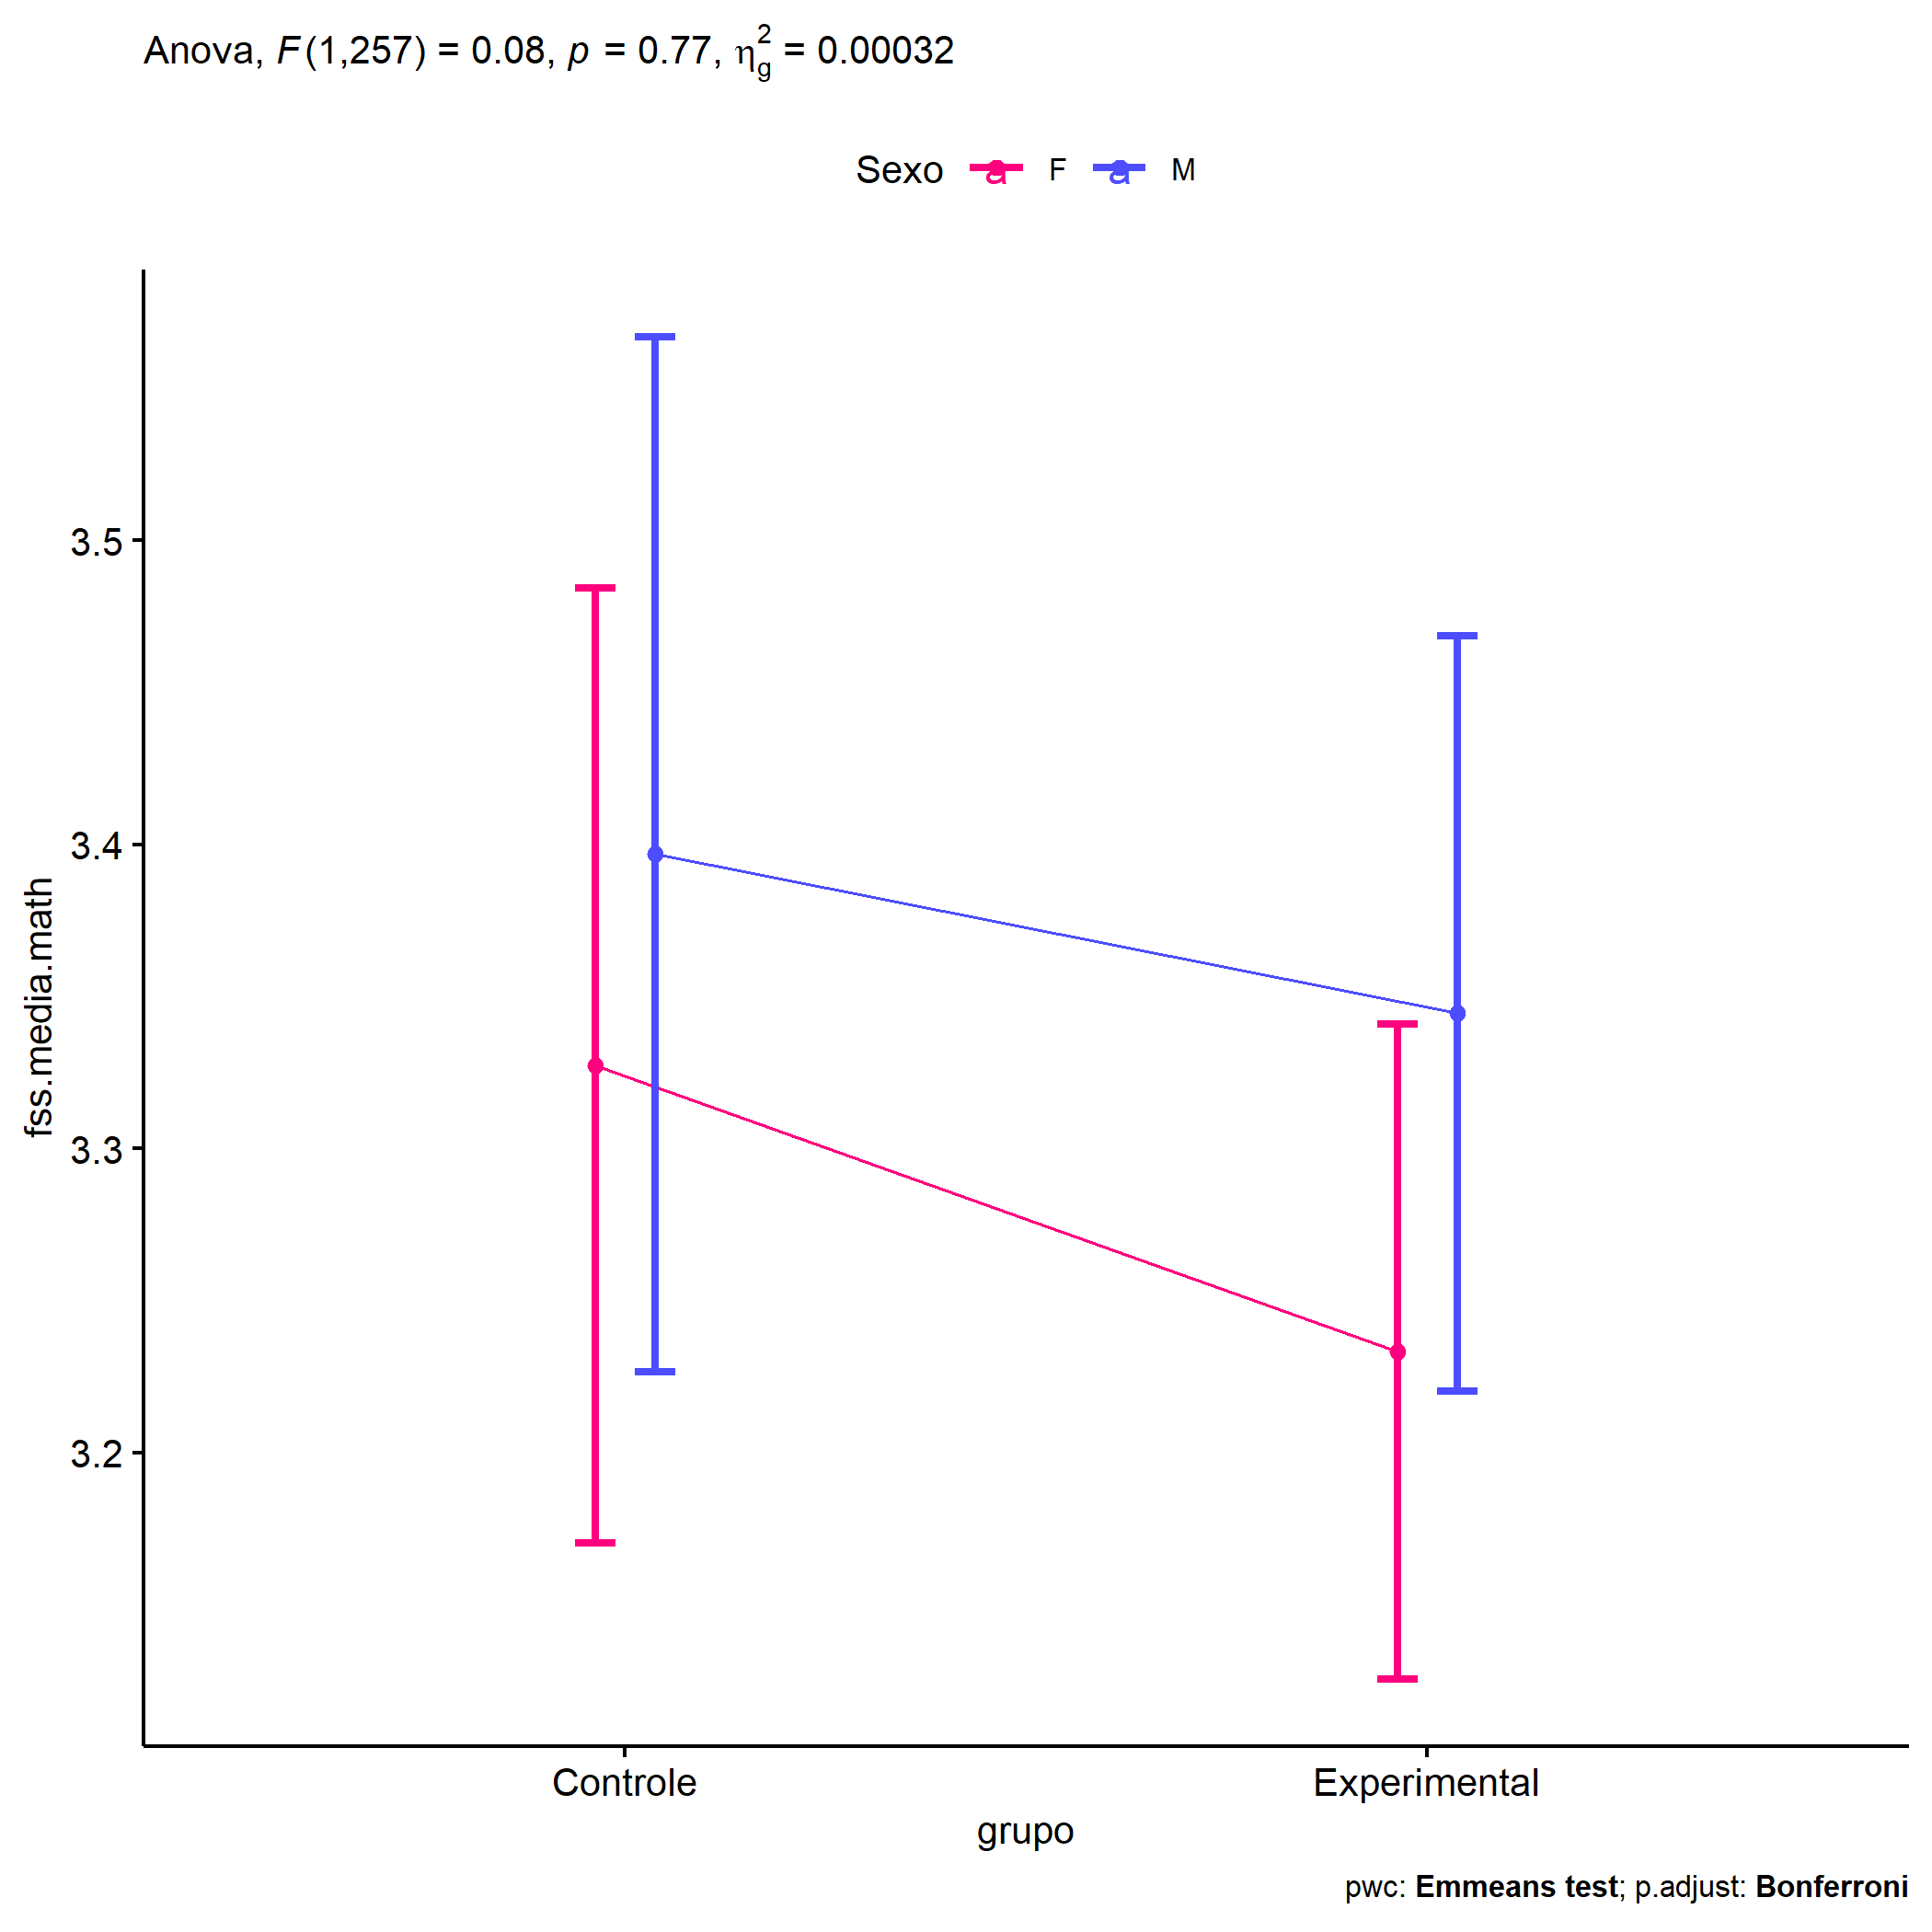 Anova, F(1,257) = 0.08, p = 0.77, η²g = 0.00032
Sexo a F a M
fss.media.math
3.5
3.4
3.3
3.2
Controle Experimental
grupo
pwc: Emmeans test; p.adjust: Bonferroni